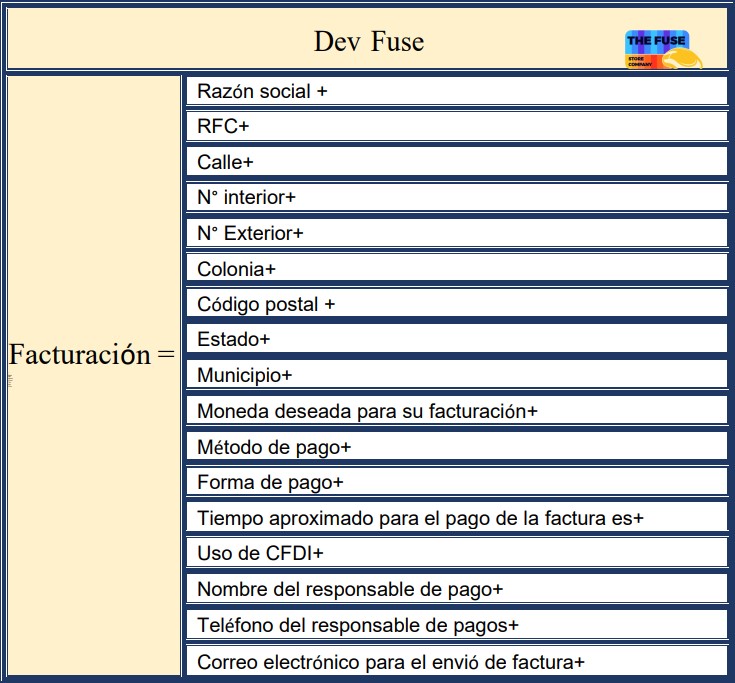 Dev Fuse
THE FUSE
STORE
COMPANY
Facturación =
Razón social +
RFC+
Calle+
N° interior+
N° Exterior+
Colonia+
Código postal +
Estado+
Municipio+
Moneda deseada para su facturación+
Método de pago+
Forma de pago+
Tiempo aproximado para el pago de la factura es+
Uso de CFDI+
Nombre del responsable de pago+
Teléfono del responsable de pagos+
Correo electrónico para el envió de factura+